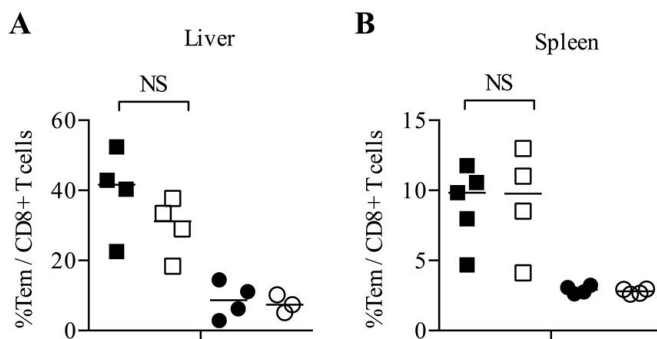 A
Liver
NS
%Tem / CD8+ T cells
60
40
20
0
B
Spleen
NS
%Tem / CD8+ T cells
15
10
5
0